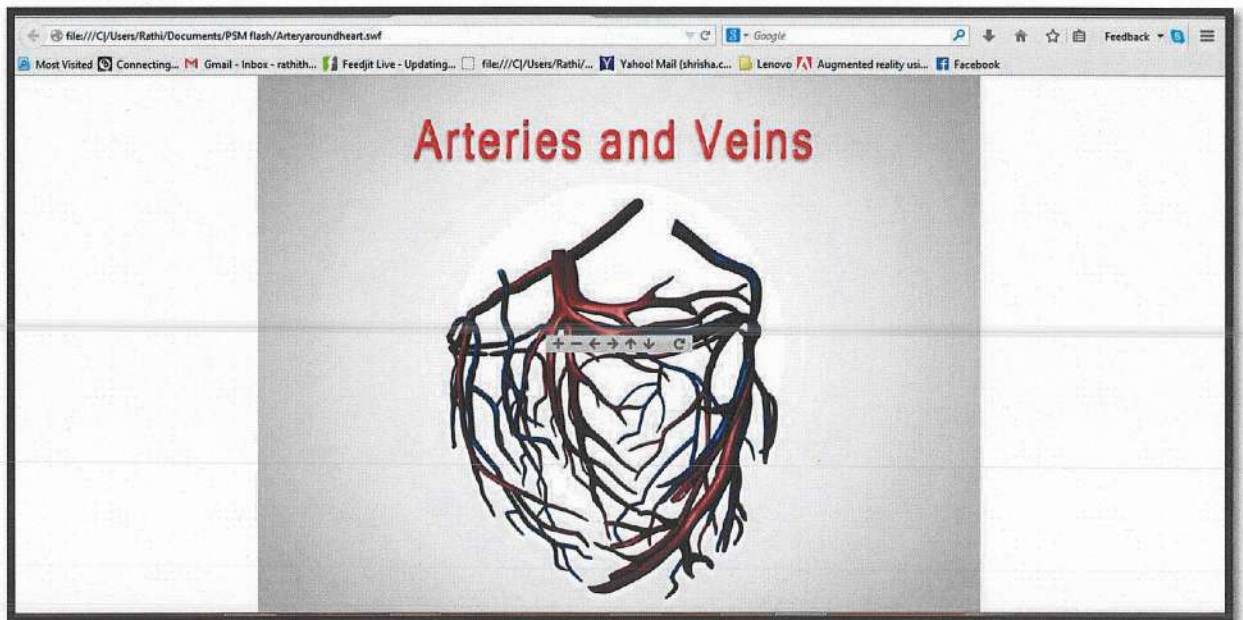 file:///C|/Users/Rathi/Documents/PSM flash/Arteryaroundheart.swf Google Feedback
Most Visited Connecting... Gmail - Inbox - rathith... Feedjit Live - Updating... file:///C|/Users/Rathi/... Yahoo! Mail (shrisha.c... Lenovo Augmented reality usi... Facebook
Arteries and Veins